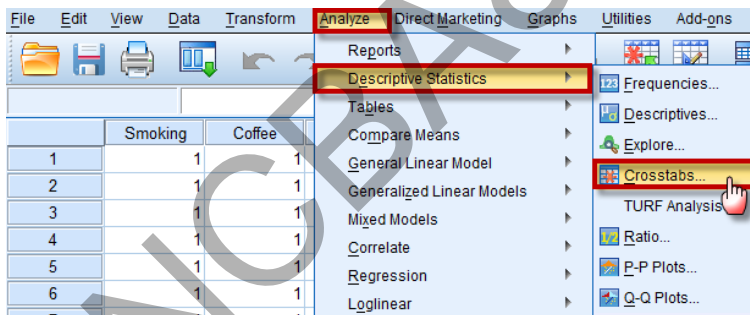 File Edit View Data Transform Analyze Direct Marketing Graphs Utilities Add-ons
Reports
Descriptive Statistics
123 Frequencies...
Tables
Descriptives...
Smoking Coffee
Compare Means
Explore...
1 1 1
General Linear Model
Crosstabs...
2 1 1
Generalized Linear Models
TURF Analysis
3 1 1
Mixed Models
4 1 1
Correlate
1/2 Ratio...
5 1 1
Regression
P-P Plots...
6 1 1
Loglinear
Q-Q Plots...